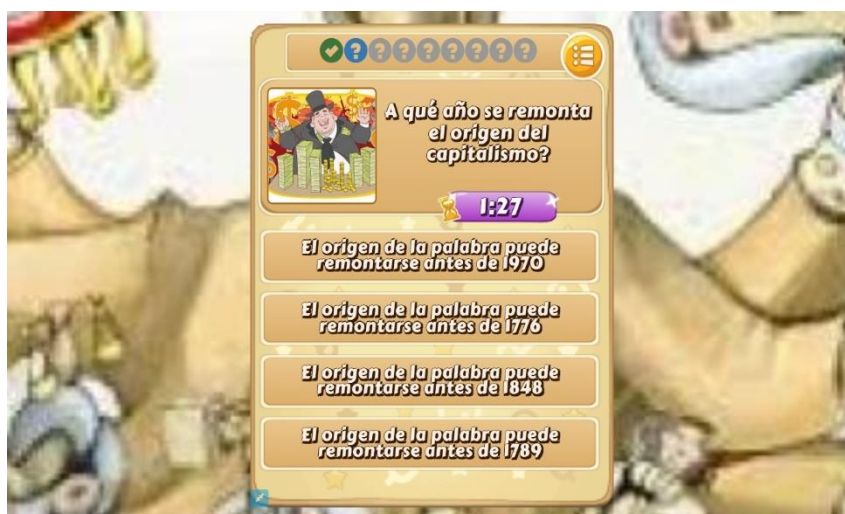 A qué año se remonta
el origen del
capitalismo?
1:27
El origen de la palabra puede
remontarse antes de 1970
El origen de la palabra puede
remontarse antes de 1776
El origen de la palabra puede
remontarse antes de 1848
El origen de la palabra puede
remontarse antes de 1789